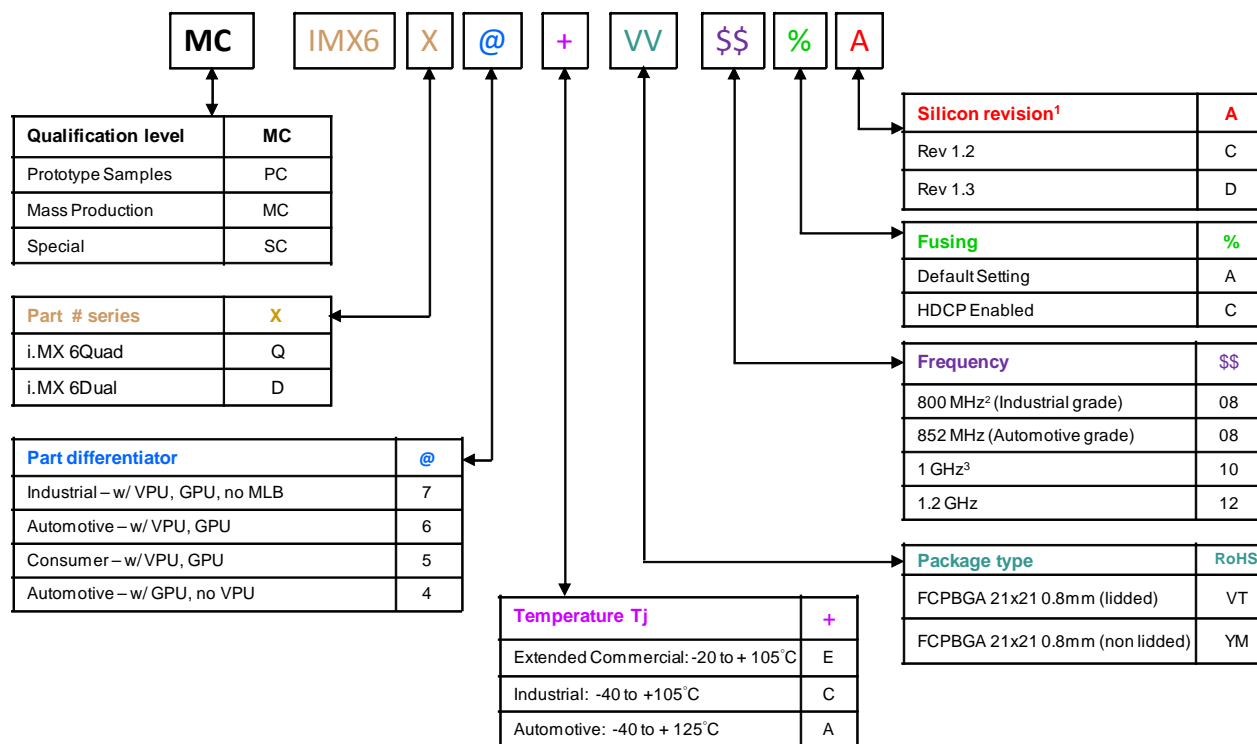 MC IMX6 X @ + VV $$ % A
Qualification level MC
Prototype Samples PC
Mass Production MC
Special SC
Part # series X
i.MX 6Quad Q
i.MX 6Dual D
Part differentiator @
Industrial – w/ VPU, GPU, no MLB 7
Automotive – w/ VPU, GPU 6
Consumer – w/ VPU, GPU 5
Automotive – w/ GPU, no VPU 4
Temperature Tj +
Extended Commercial: -20 to + 105°C E
Industrial: -40 to +105°C C
Automotive: -40 to + 125°C A
Silicon revision¹ A
Rev 1.2 C
Rev 1.3 D
Fusing %
Default Setting A
HDCP Enabled C
Frequency $$
800 MHz² (Industrial grade) 08
852 MHz (Automotive grade) 08
1 GHz³ 10
1.2 GHz 12
Package type RoHS
FCPBGA 21x21 0.8mm (lidded) VT
FCPBGA 21x21 0.8mm (non lidded) YM